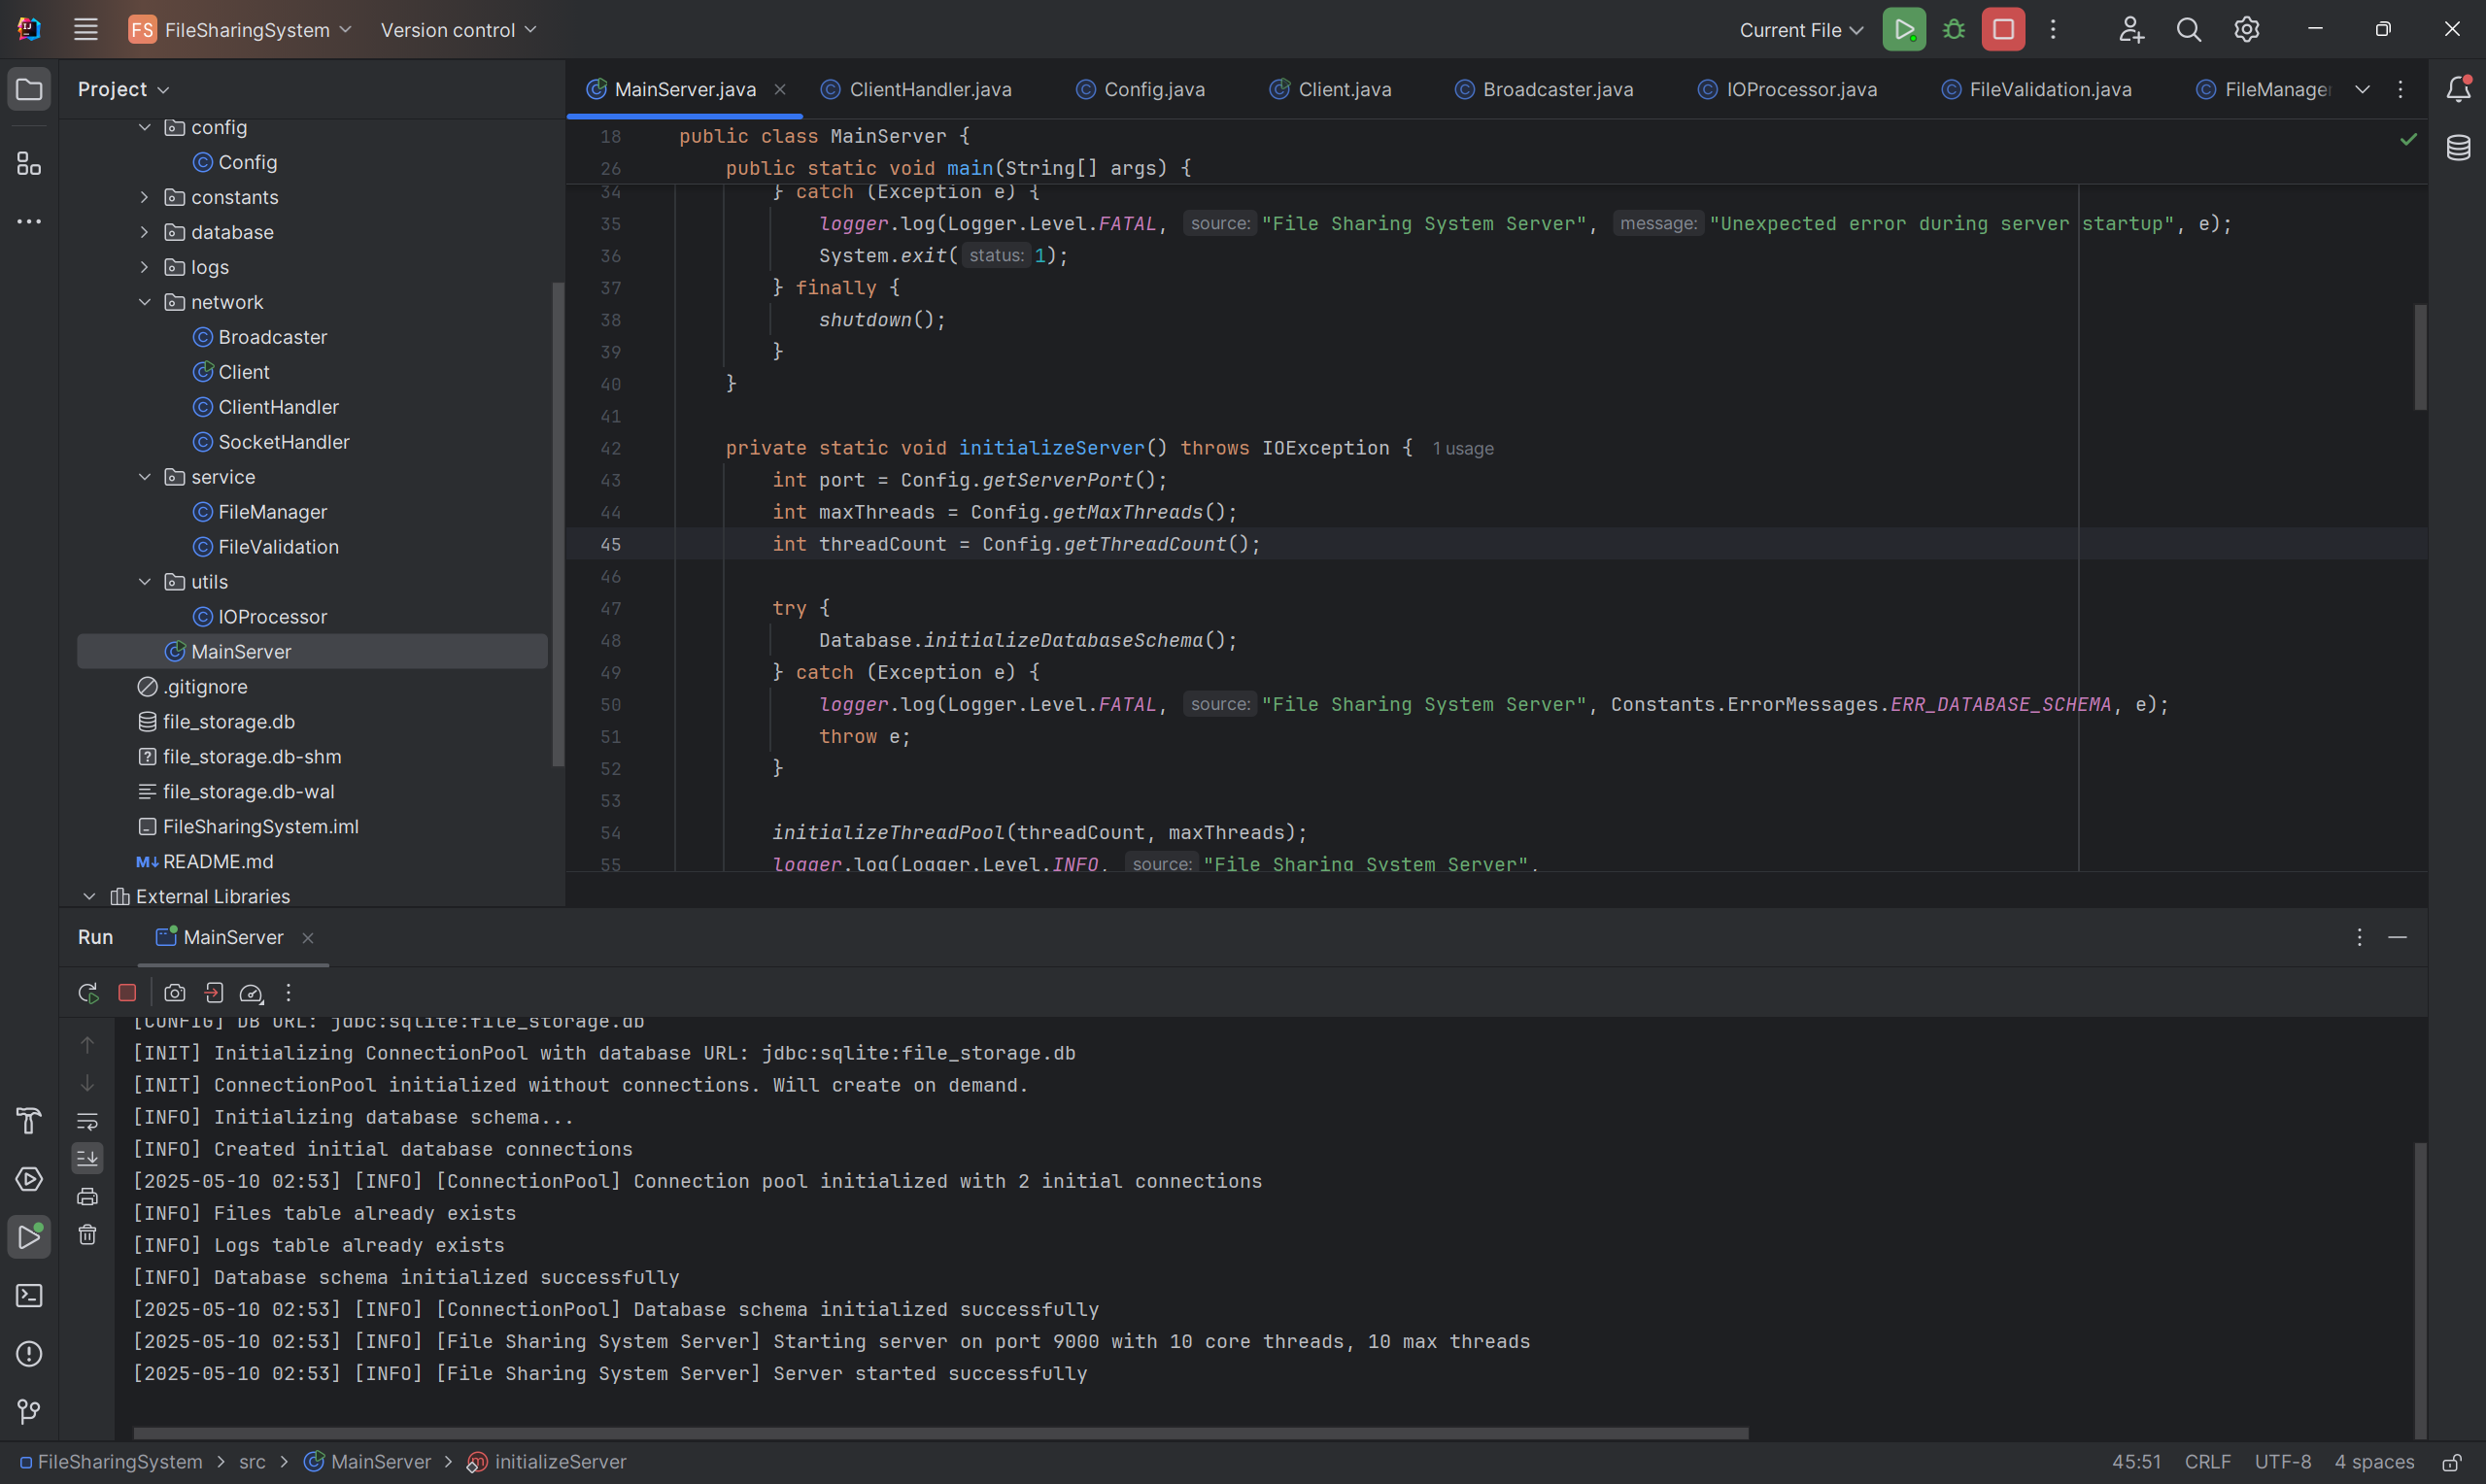 FS FileSharingSystem Version control Current File
Project
config
Config
constants
database
logs
network
Broadcaster
Client
ClientHandler
SocketHandler
service
FileManager
FileValidation
utils
IOProcessor
MainServer
.gitignore
file_storage.db
file_storage.db-shm
file_storage.db-wal
FileSharingSystem.iml
README.md
External Libraries
MainServer.java ClientHandler.java Config.java Client.java Broadcaster.java IOProcessor.java FileValidation.java FileManager
18 public class MainServer {
26 public static void main(String[] args) {
34 } catch (Exception e) {
35 logger.log(Logger.Level.FATAL, source: "File Sharing System Server", message: "Unexpected error during server startup", e);
36 System.exit( status: 1);
37 } finally {
38 shutdown();
39 }
40 }
41
42 private static void initializeServer() throws IOException { 1 usage
43 int port = Config.getServerPort();
44 int maxThreads = Config.getMaxThreads();
45 int threadCount = Config.getThreadCount();
46
47 try {
48 Database.initializeDatabaseSchema();
49 } catch (Exception e) {
50 logger.log(Logger.Level.FATAL, source: "File Sharing System Server", Constants.ErrorMessages.ERR_DATABASE_SCHEMA, e);
51 throw e;
52 }
53
54 initializeThreadPool(threadCount, maxThreads);
55 logger.log(Logger.Level.INFO, source: "File Sharing System Server",
Run MainServer
[CONFIG] DB URL: jdbc:sqlite:file_storage.db
[INIT] Initializing ConnectionPool with database URL: jdbc:sqlite:file_storage.db
[INIT] ConnectionPool initialized without connections. Will create on demand.
[INFO] Initializing database schema...
[INFO] Created initial database connections
[2025-05-10 02:53] [INFO] [ConnectionPool] Connection pool initialized with 2 initial connections
[INFO] Files table already exists
[INFO] Logs table already exists
[INFO] Database schema initialized successfully
[2025-05-10 02:53] [INFO] [ConnectionPool] Database schema initialized successfully
[2025-05-10 02:53] [INFO] [File Sharing System Server] Starting server on port 9000 with 10 core threads, 10 max threads
[2025-05-10 02:53] [INFO] [File Sharing System Server] Server started successfully
FileSharingSystem > src > MainServer > initializeServer 45:51 CRLF UTF-8 4 spaces